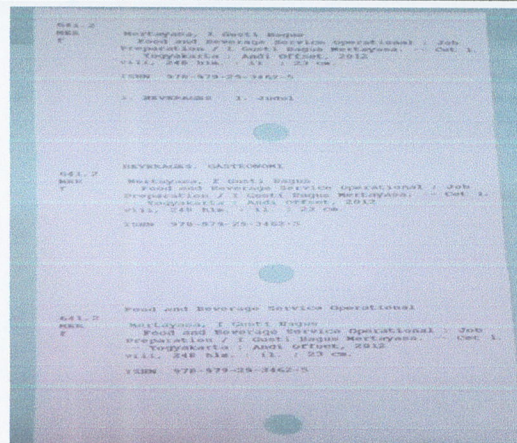 641.2
MER Mertayasa, I Gusti Bagus
F Food and Beverage Service Operational : Job
Preparation / I Gusti Bagus Mertayasa. -- Cet 1.
-- Yogyakarta : Andi Offset, 2012
viii, 248 hlm. : il. ; 23 cm.
ISBN 978-979-29-3462-5
1. BEVERAGES I. Judul
BEVERAGES, GASTRONOMI
641.2
MER Mertayasa, I Gusti Bagus
F Food and Beverage Service Operational : Job
Preparation / I Gusti Bagus Mertayasa. -- Cet 1.
-- Yogyakarta : Andi Offset, 2012
viii, 248 hlm. : il. ; 23 cm.
ISBN 978-979-29-3462-5
Food and Beverage Service Operational
641.2
MER Mertayasa, I Gusti Bagus
F Food and Beverage Service Operational : Job
Preparation / I Gusti Bagus Mertayasa. -- Cet 1.
-- Yogyakarta : Andi Offset, 2012
viii, 248 hlm. : il. ; 23 cm.
ISBN 978-979-29-3462-5